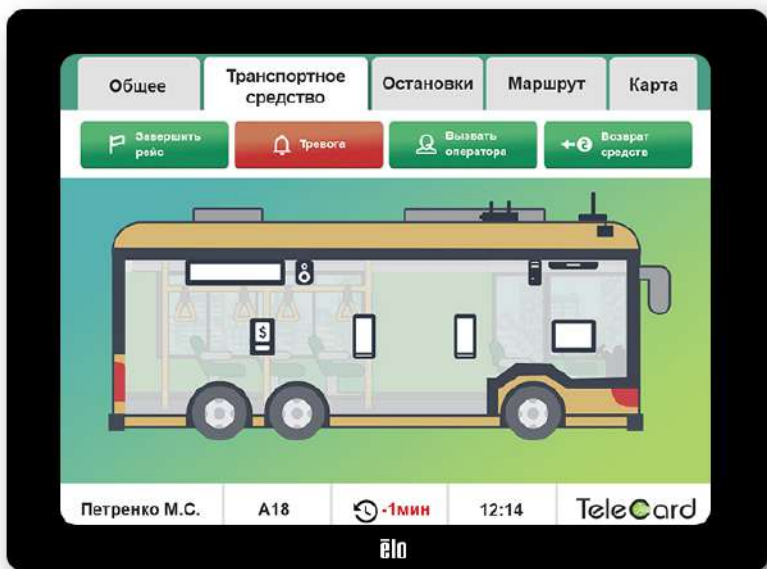 Общее
Транспортное
средство
Остановки
Маршрут
Карта
Завершить
рейс
Тревога
Вызвать
оператора
Возврат
средств
$
Петренко М.С.
А18
-1мин
12:14
TeleCard
ēlo